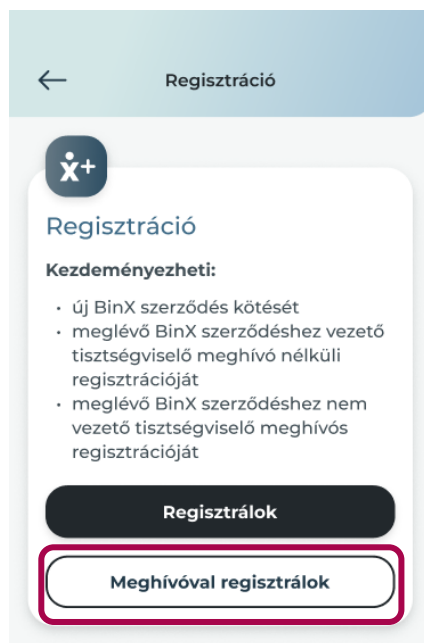 Regisztráció
x+
Regisztráció
Kezdeményezheti:
• új BinX szerződés kötését
• meglévő BinX szerződéshez vezető
tisztségviselő meghívó nélküli
regisztrációját
• meglévő BinX szerződéshez nem
vezető tisztségviselő meghívós
regisztrációját
Regisztrálok
Meghívóval regisztrálok